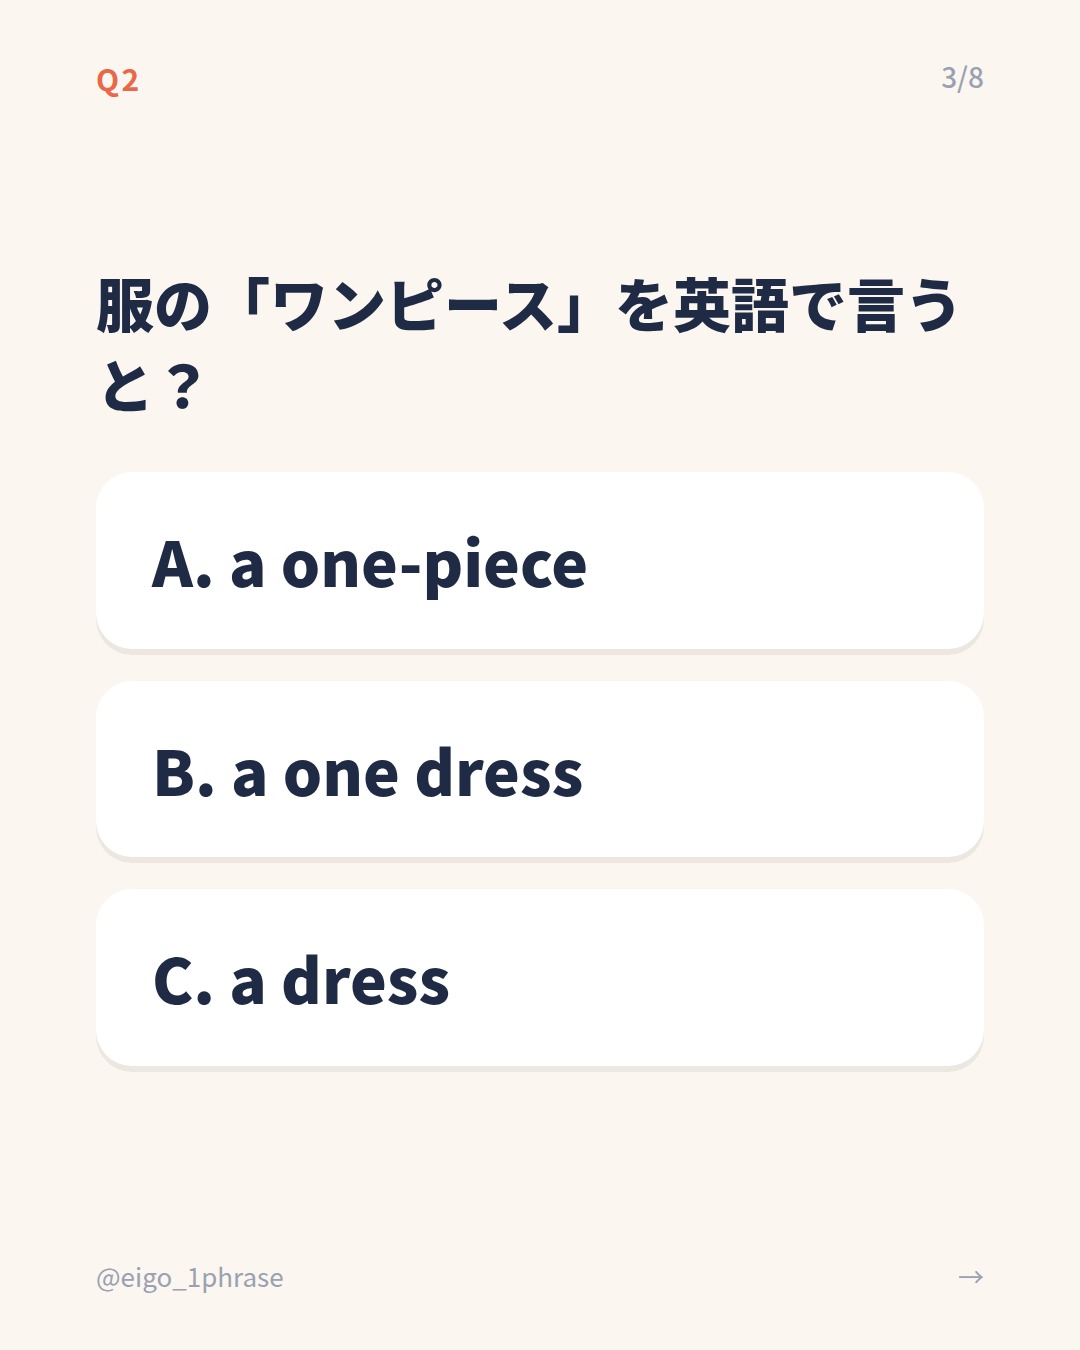 Q2
3/8
服の「ワンピース」を英語で言う
と？
A. a one-piece
B. a one dress
C. a dress
@eigo_1phrase
→